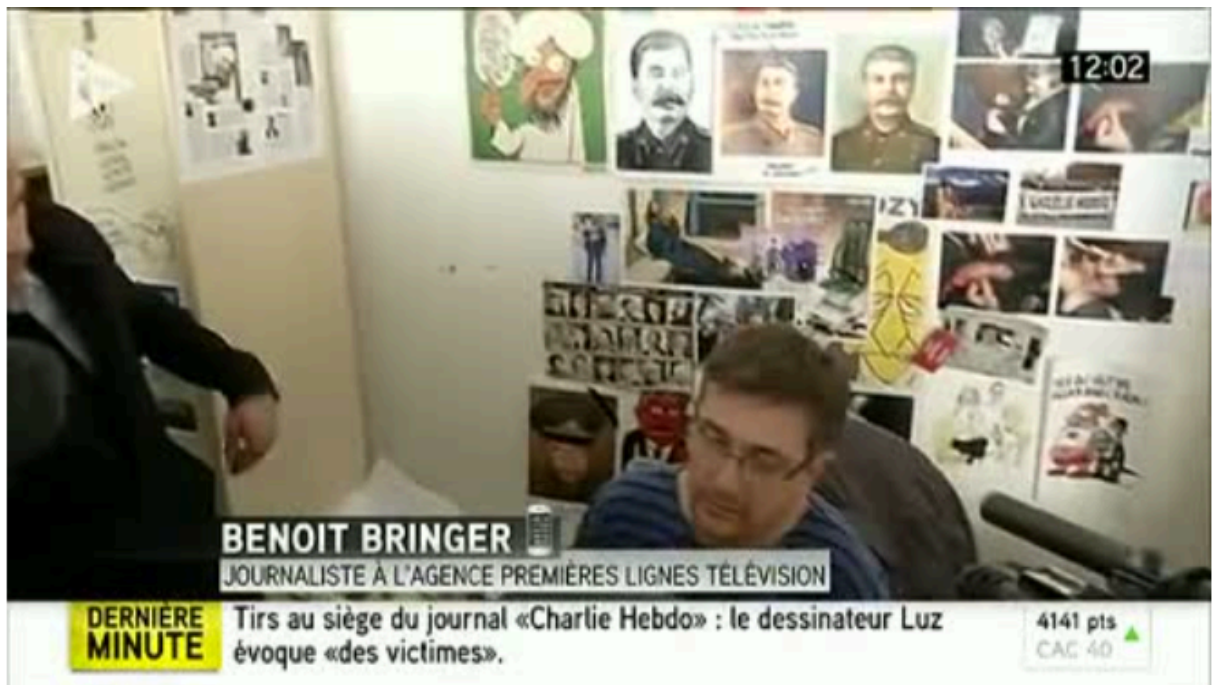 12:02
IZY
BENOIT BRINGER
JOURNALISTE À L'AGENCE PREMIÈRES LIGNES TÉLÉVISION
DERNIÈRE
MINUTE
Tirs au siège du journal «Charlie Hebdo» : le dessinateur Luz
évoque «des victimes».
4141 pts
CAC 40